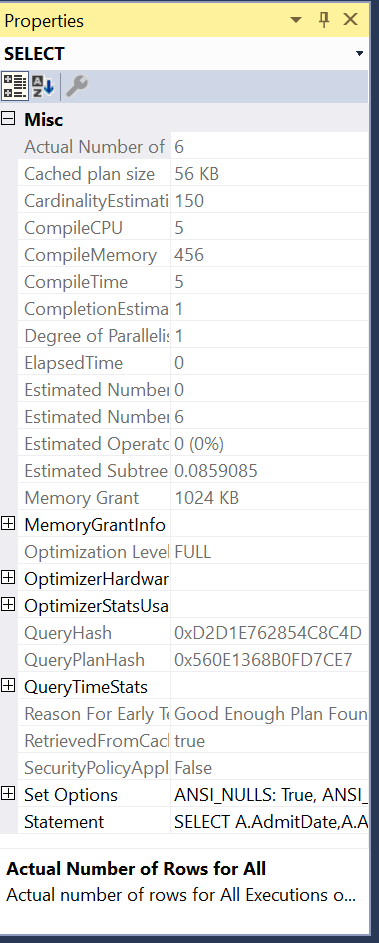 Properties
SELECT
Misc
Actual Number of 6
Cached plan size 56 KB
CardinalityEstimati 150
CompileCPU 5
CompileMemory 456
CompileTime 5
CompletionEstima 1
Degree of Parallelis 1
ElapsedTime 0
Estimated Number 0
Estimated Number 6
Estimated Operatc 0 (0%)
Estimated Subtree 0.0859085
Memory Grant 1024 KB
MemoryGrantInfo
Optimization Level FULL
OptimizerHardwar
OptimizerStatsUsa
QueryHash 0xD2D1E762854C8C4D
QueryPlanHash 0x560E1368B0FD7CE7
QueryTimeStats
Reason For Early Te Good Enough Plan Foun
RetrievedFromCac true
SecurityPolicyAppl False
Set Options ANSI_NULLS: True, ANSI_
Statement SELECT A.AdmitDate,A.A
Actual Number of Rows for All
Actual number of rows for All Executions o...